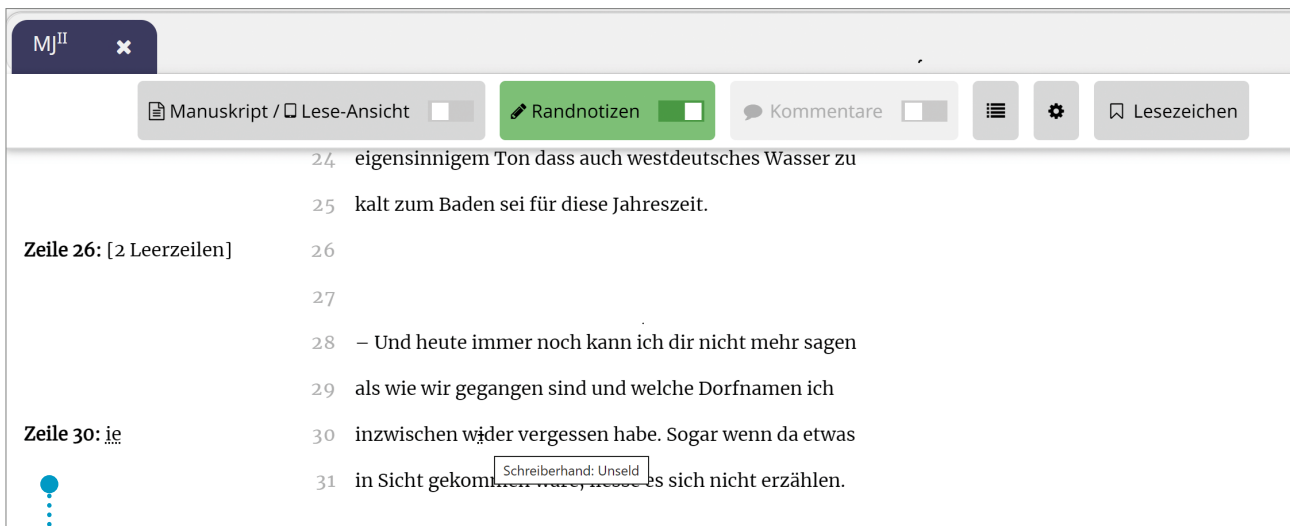 MJII
Manuskript / Lese-Ansicht Randnotizen Kommentare Lesezeichen
24 eigensinnigem Ton dass auch westdeutsches Wasser zu
25 kalt zum Baden sei für diese Jahreszeit.
Zeile 26: [2 Leerzeilen] 26
27
28 – Und heute immer noch kann ich dir nicht mehr sagen
29 als wie wir gegangen sind und welche Dorfnamen ich
Zeile 30: ie 30 inzwischen wider vergessen habe. Sogar wenn da etwas
Schreiberhand: Unseld
31 in Sicht es sich nicht erzählen.